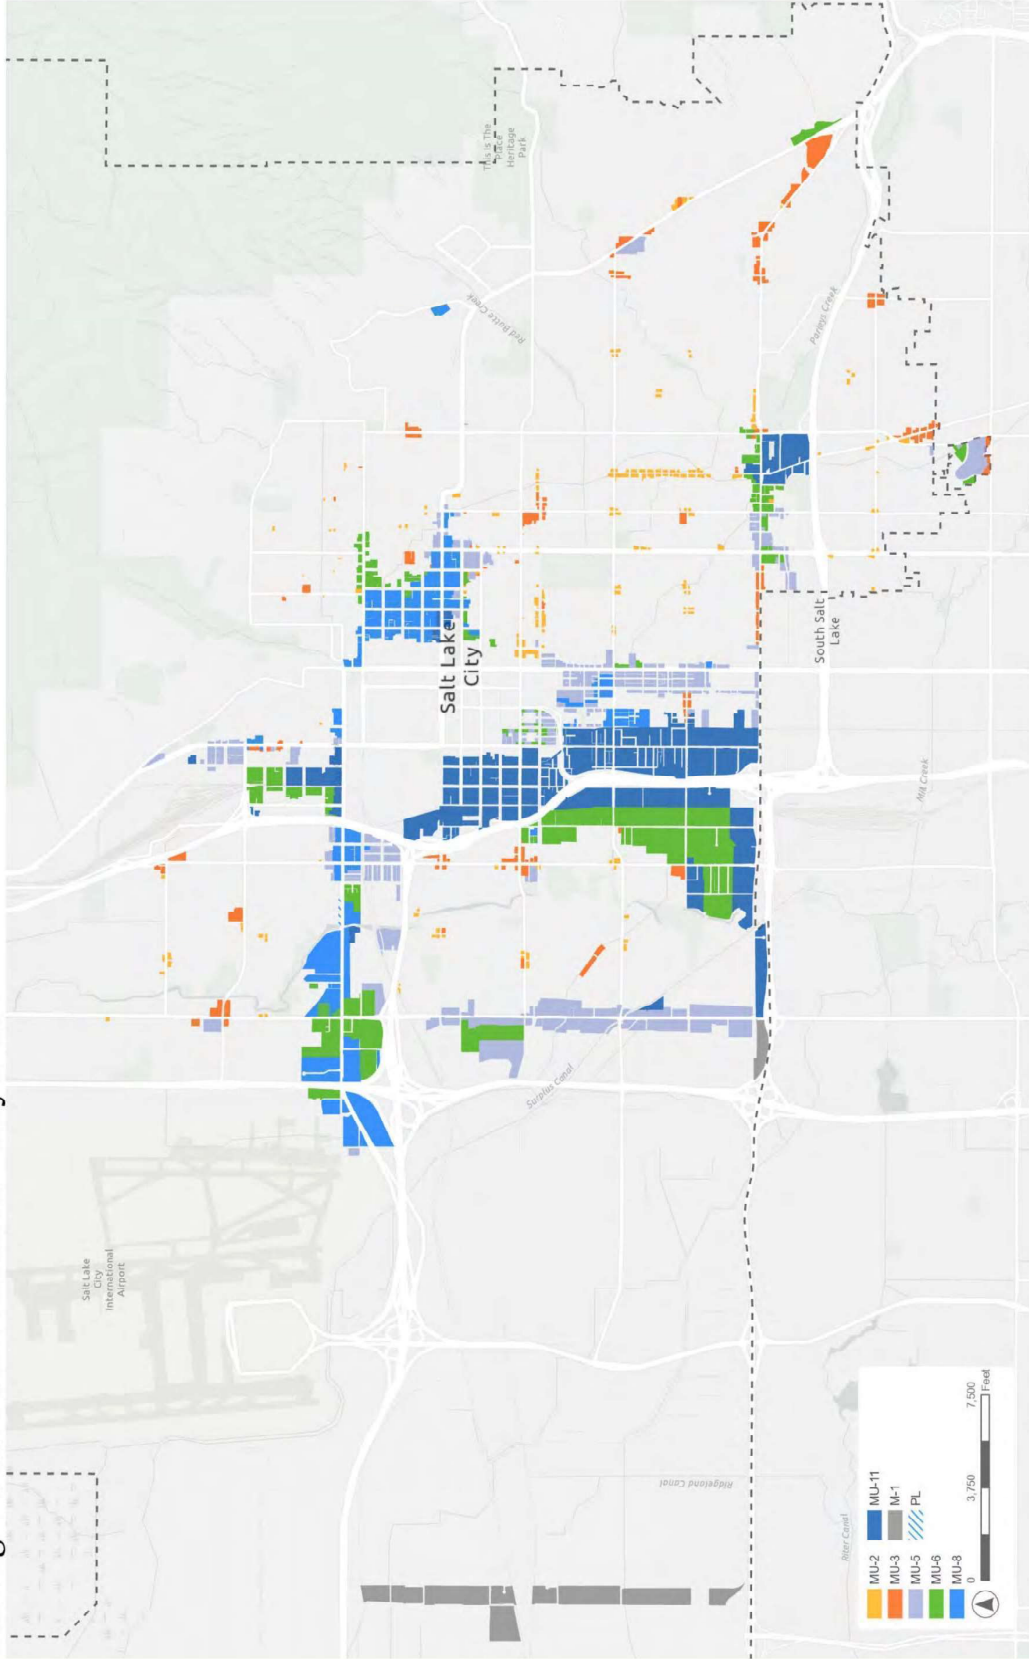 Salt Lake
City
International
Airport
This is The
Place
Heritage
Park
Red Butte Creek
Salt Lake
City
South Salt
Lake
Parleys Creek
Mill Creek
Surplus Canal
Ridgeland Canal
Riter Canal
MU-2
MU-3
MU-5
MU-6
MU-8
MU-11
M-1
PL
0
3,750
7,500
Feet